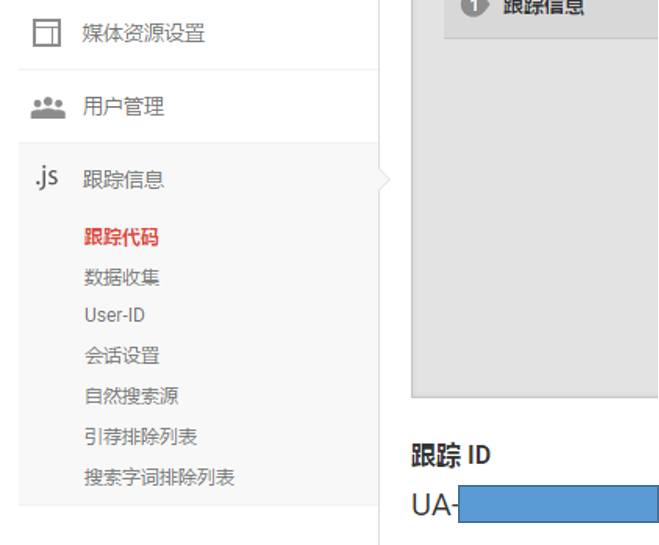 媒体资源设置
用户管理
.js 跟踪信息
跟踪代码
数据收集
User-ID
会话设置
自然搜索源
引荐排除列表
搜索字词排除列表
1 跟踪信息
跟踪 ID
UA-